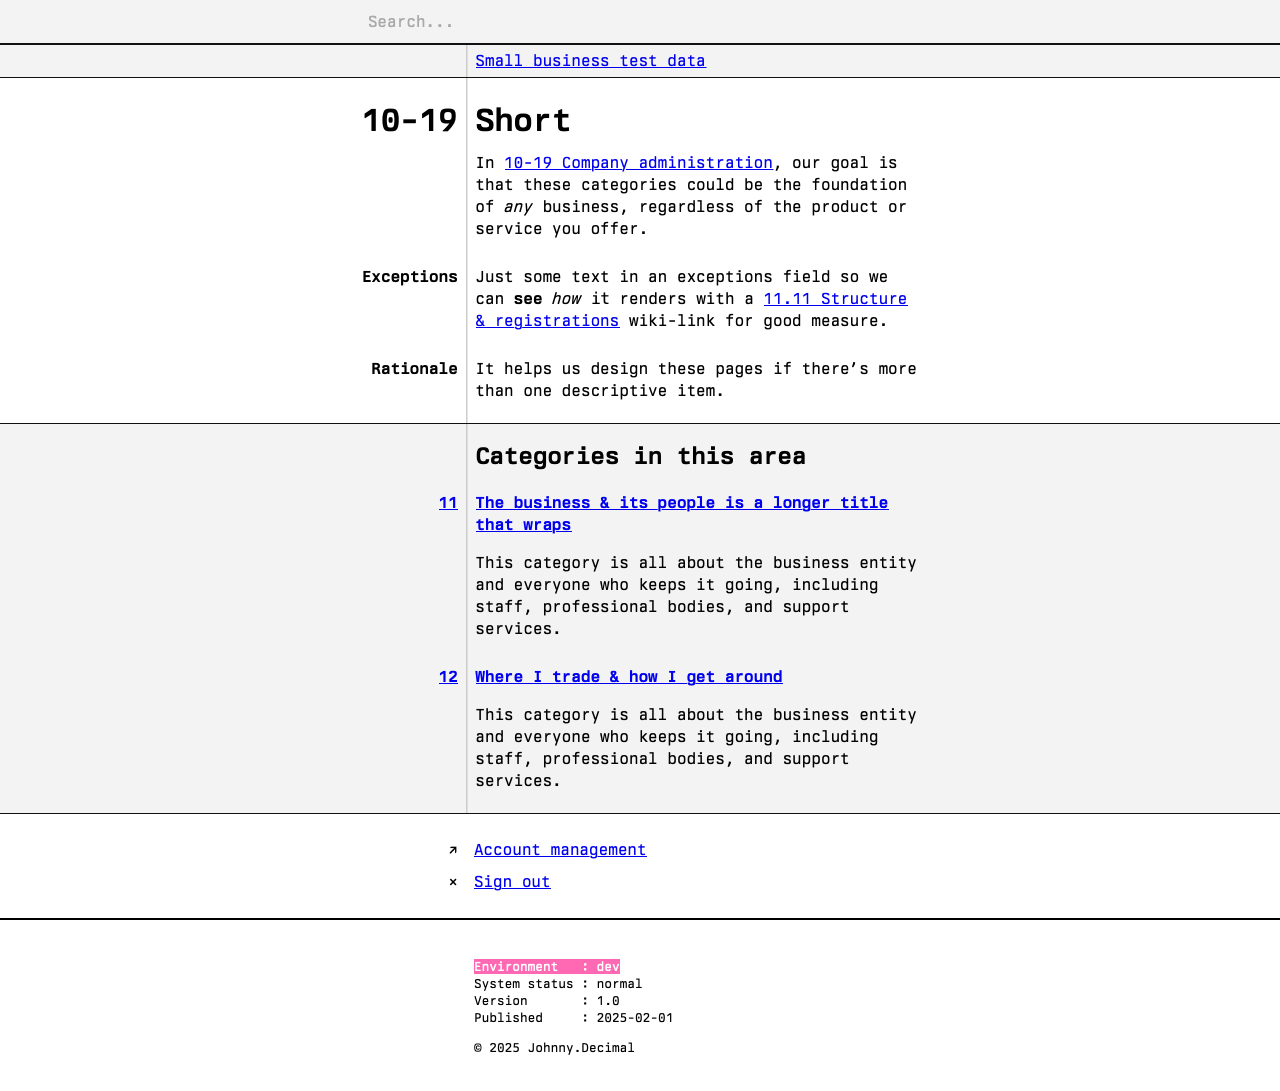 Search...
Small business test data
10-19 Short
In 10-19 Company administration, our goal is
that these categories could be the foundation
of any business, regardless of the product or
service you offer.
Exceptions Just some text in an exceptions field so we
can see how it renders with a 11.11 Structure
& registrations wiki-link for good measure.
Rationale It helps us design these pages if there’s more
than one descriptive item.
Categories in this area
11 The business & its people is a longer title
that wraps
This category is all about the business entity
and everyone who keeps it going, including
staff, professional bodies, and support
services.
12 Where I trade & how I get around
This category is all about the business entity
and everyone who keeps it going, including
staff, professional bodies, and support
services.
↗ Account management
× Sign out
Environment : dev
System status : normal
Version : 1.0
Published : 2025-02-01
© 2025 Johnny.Decimal